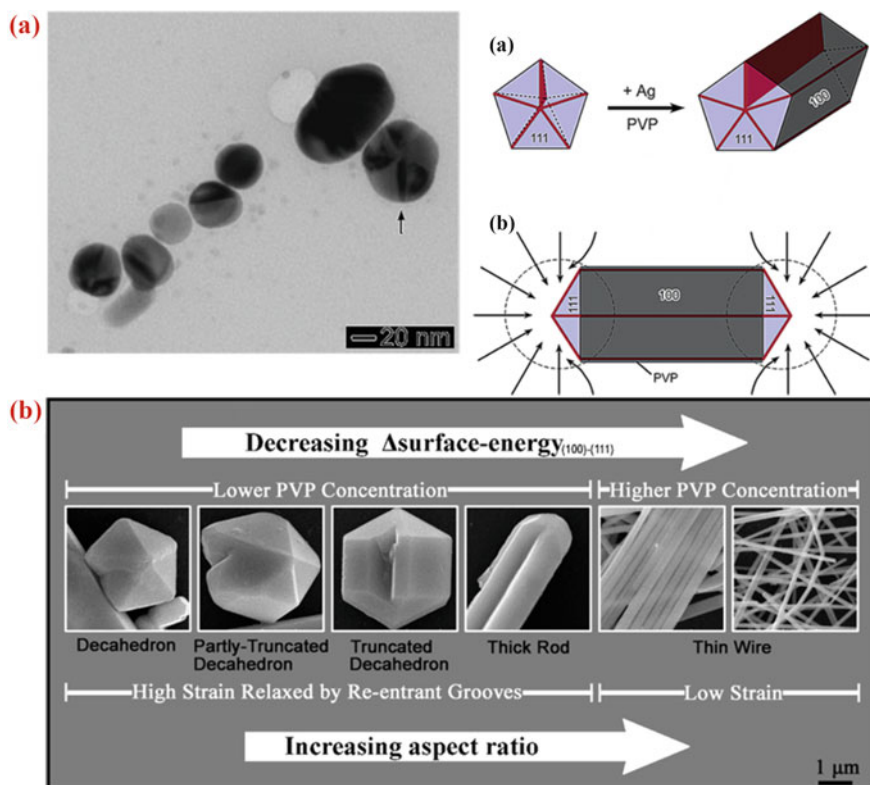 (a)
20 nm
(a)
111
+ Ag
PVP
111
100
(b)
111
100
111
PVP
(b)
Decreasing Δsurface-energy(100)-(111)
Lower PVP Concentration
Higher PVP Concentration
Decahedron
Partly-Truncated
Decahedron
Truncated
Decahedron
Thick Rod
Thin Wire
High Strain Relaxed by Re-entrant Grooves
Low Strain
Increasing aspect ratio
1 μm